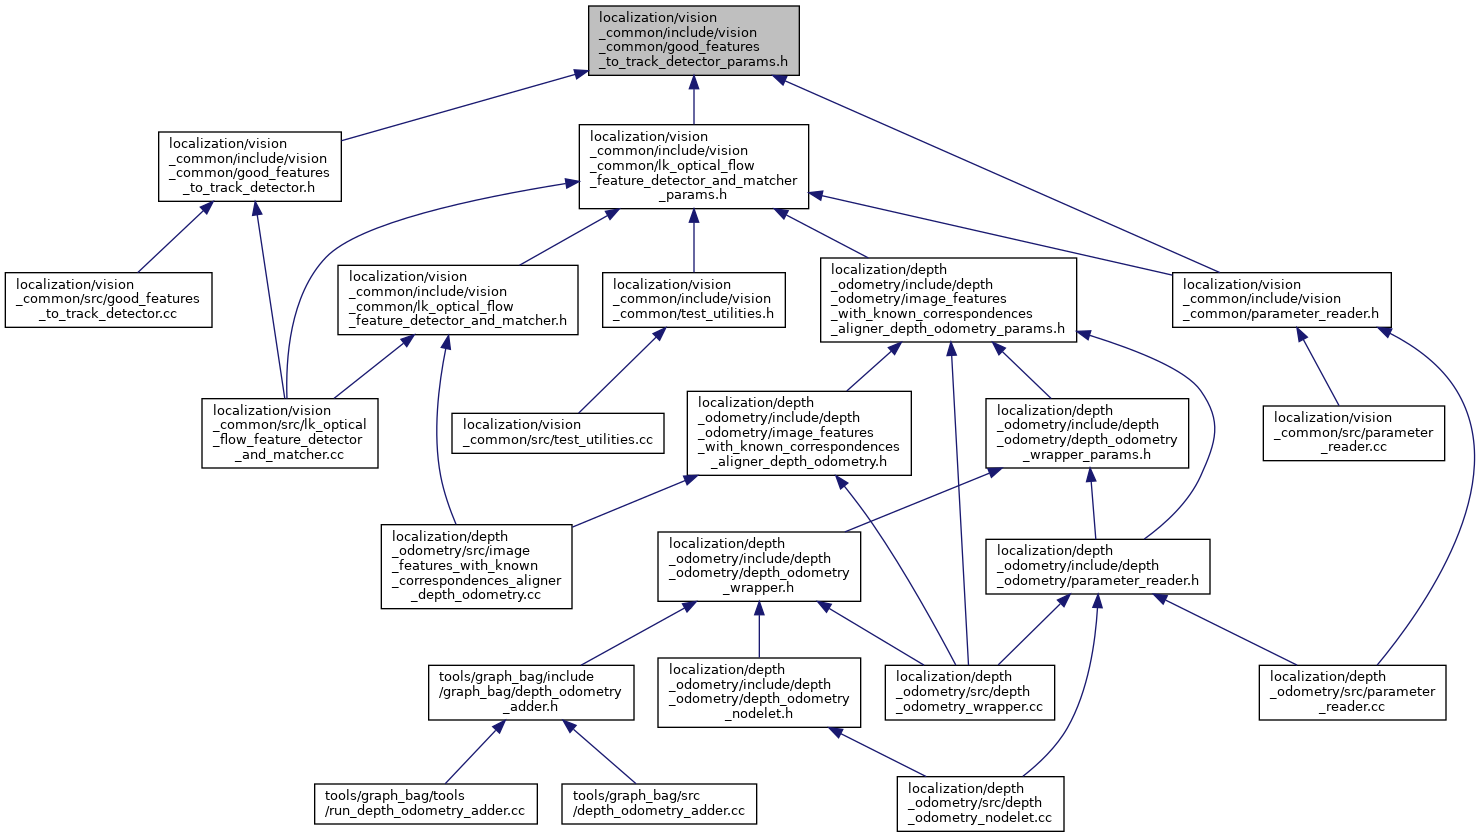 localization/vision
_common/include/vision
_common/good_features
_to_track_detector_params.h
localization/vision
_common/include/vision
_common/good_features
_to_track_detector.h
localization/vision
_common/include/vision
_common/lk_optical_flow
_feature_detector_and_matcher
_params.h
localization/vision
_common/src/good_features
_to_track_detector.cc
localization/vision
_common/include/vision
_common/lk_optical_flow
_feature_detector_and_matcher.h
localization/vision
_common/include/vision
_common/test_utilities.h
localization/depth
_odometry/include/depth
_odometry/image_features
_with_known_correspondences
_aligner_depth_odometry_params.h
localization/vision
_common/include/vision
_common/parameter_reader.h
localization/vision
_common/src/lk_optical
_flow_feature_detector
_and_matcher.cc
localization/vision
_common/src/test_utilities.cc
localization/depth
_odometry/include/depth
_odometry/image_features
_with_known_correspondences
_aligner_depth_odometry.h
localization/depth
_odometry/include/depth
_odometry/depth_odometry
_wrapper_params.h
localization/vision
_common/src/parameter
_reader.cc
localization/depth
_odometry/src/image
_features_with_known
_correspondences_aligner
_depth_odometry.cc
localization/depth
_odometry/include/depth
_odometry/depth_odometry
_wrapper.h
localization/depth
_odometry/include/depth
_odometry/parameter_reader.h
tools/graph_bag/include
/graph_bag/depth_odometry
_adder.h
localization/depth
_odometry/include/depth
_odometry/depth_odometry
_nodelet.h
localization/depth
_odometry/src/depth
_odometry_wrapper.cc
localization/depth
_odometry/src/parameter
_reader.cc
tools/graph_bag/tools
/run_depth_odometry_adder.cc
tools/graph_bag/src
/depth_odometry_adder.cc
localization/depth
_odometry/src/depth
_odometry_nodelet.cc